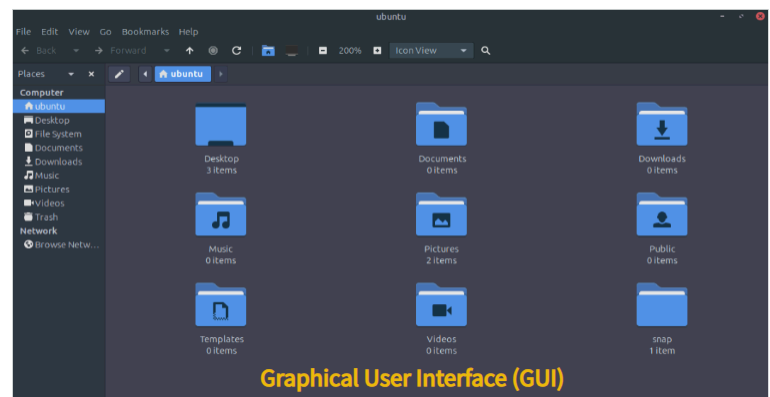 ubuntu
File Edit View Go Bookmarks Help
Back Forward 200% Icon View
Places ubuntu
Computer
ubuntu
Desktop
File System
Documents
Downloads
Music
Pictures
Videos
Trash
Network
Browse Netw...
Desktop Documents Downloads
3 items 0 items 0 items
Music Pictures Public
0 items 2 items 0 items
Templates Videos snap
0 items 0 items 1 item
Graphical User Interface (GUI)